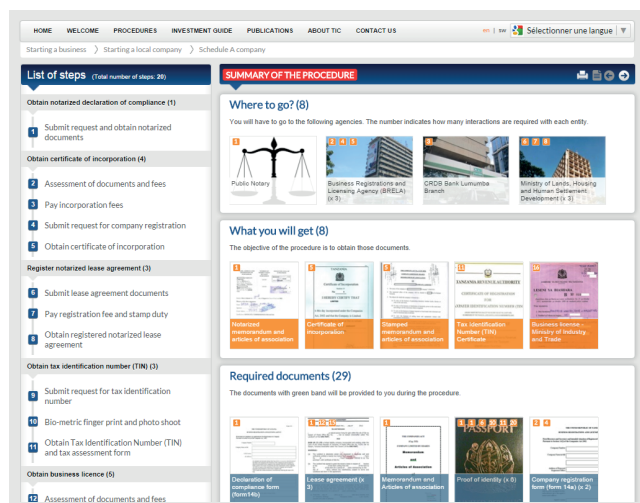 HOME WELCOME PROCEDURES INVESTMENT GUIDE PUBLICATIONS ABOUT TIC CONTACT US
en | sw Sélectionner une langue
Starting a business Starting a local company Schedule A company
List of steps (Total number of steps: 20)
Obtain notarized declaration of compliance (1)
1 Submit request and obtain notarized
documents
Obtain certificate of incorporation (4)
2 Assessment of documents and fees
3 Pay incorporation fees
4 Submit request for company registration
5 Obtain certificate of incorporation
Register notarized lease agreement (3)
6 Submit lease agreement documents
7 Pay registration fee and stamp duty
8 Obtain registered notarized lease
agreement
Obtain tax identification number (TIN) (3)
9 Submit request for tax identification
number
10 Bio-metric finger print and photo shoot
11 Obtain Tax Identification Number (TIN)
and tax assessment form
Obtain business licence (5)
12 Assessment of documents and fees
SUMMARY OF THE PROCEDURE
Where to go? (8)
You will have to go to the following agencies. The number indicates how many interactions are required with each entity.
1
Public Notary
2 4 5
Business Registrations and
Licensing Agency (BRELA)
(x 3)
3
CRDB Bank Lumumba
Branch
6 7 8
Ministry of Lands, Housing
and Human Settlement
Development (x 3)
What you will get (8)
The objective of the procedure is to obtain those documents.
1
Notarized
memorandum and
articles of association
5
Certificate of
incorporation
Stamped
memorandum and
articles of association
11
TANZANIA REVENUE AUTHORITY
Tax Identification
Number (TIN)
Certificate
Business license -
Ministry of Industry
and Trade
Required documents (29)
The documents with green band will be provided to you during the procedure.
1
Declaration of
compliance form
(form14b)
Lease agreement (x
3)
1
Memorandum
and
Articles of Association
Memorandum and
Articles of Association
PASSPORT
Proof of identity (x 8)
2 4
Company registration
form (form 14a) (x 2)